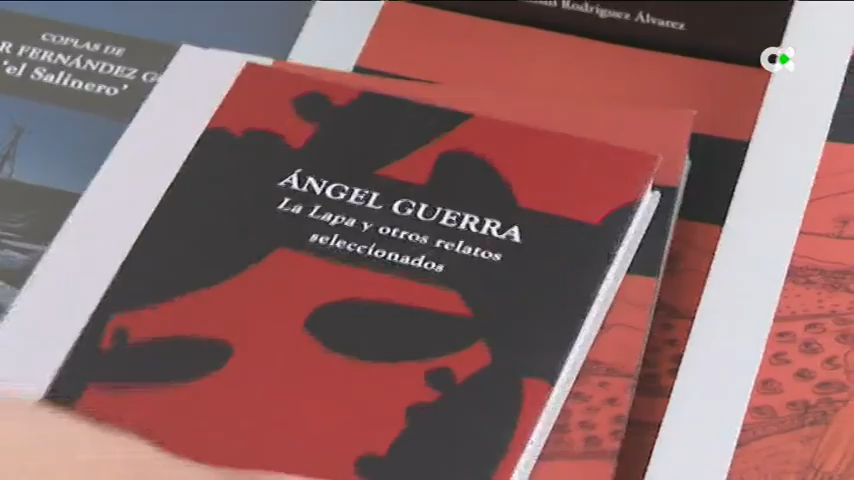 Rodríguez Álvarez
COPLAS DE
FERNÁNDEZ
'el Salinero'
ÁNGEL GUERRA
La Lapa y otros relatos
seleccionados